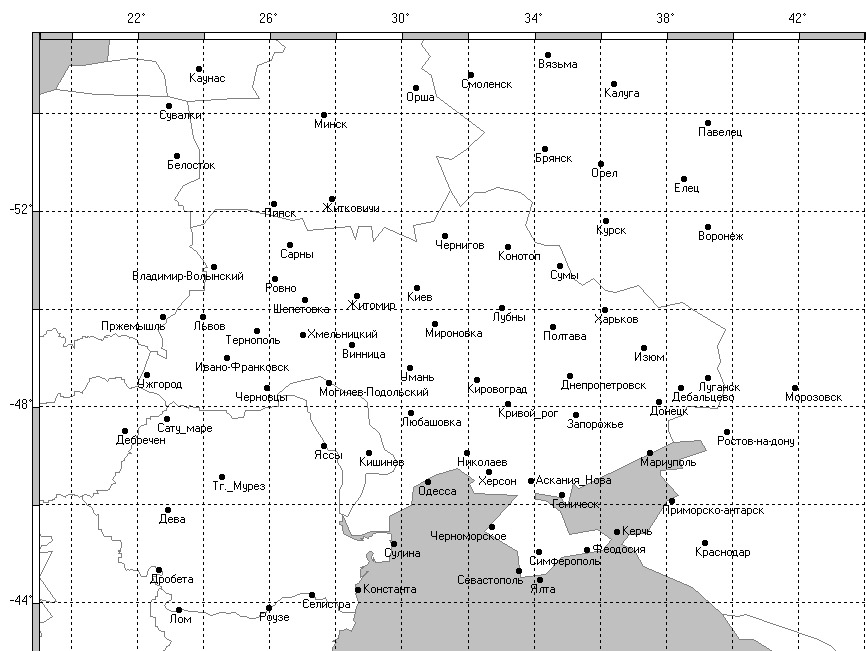 22° 26° 30° 34° 38° 42°
Вязьма
Каунас
Смоленск
Орша
Калуга
Сувалки
Минск
Павелец
Белосток
Брянск
Орел
Елец
-52°
Пинск
Житковичи
Курск
Воронеж
Чернигов
Сарны
Конотоп
Владимир-Волынский
Сумы
Ровно
Киев
Шепетовка
Житомир
Лубны
Харьков
Пржемышль
Львов
Тернополь
Хмельницкий
Мироновка
Полтава
Винница
Изюм
Ивано-Франковск
Ужгород
Умань
Черновцы
Могилев-Подольский
Кировоград
Днепропетровск
Луганск
Дебальцево
Морозовск
-48°
Донецк
Кривой_рог
Любашовка
Запорожье
Сату_маре
Дебречен
Ростов-на-дону
Яссы
Кишинев
Николаев
Мариуполь
Тг._Мурез
Одесса
Херсон
Аскания_Нова
Геническ
Приморско-ахтарск
Дева
Черноморское
Керчь
Сулина
Симферополь
Феодосия
Краснодар
Дробета
Севастополь
Ялта
Константа
-44°
Селистра
Лом
Роузе